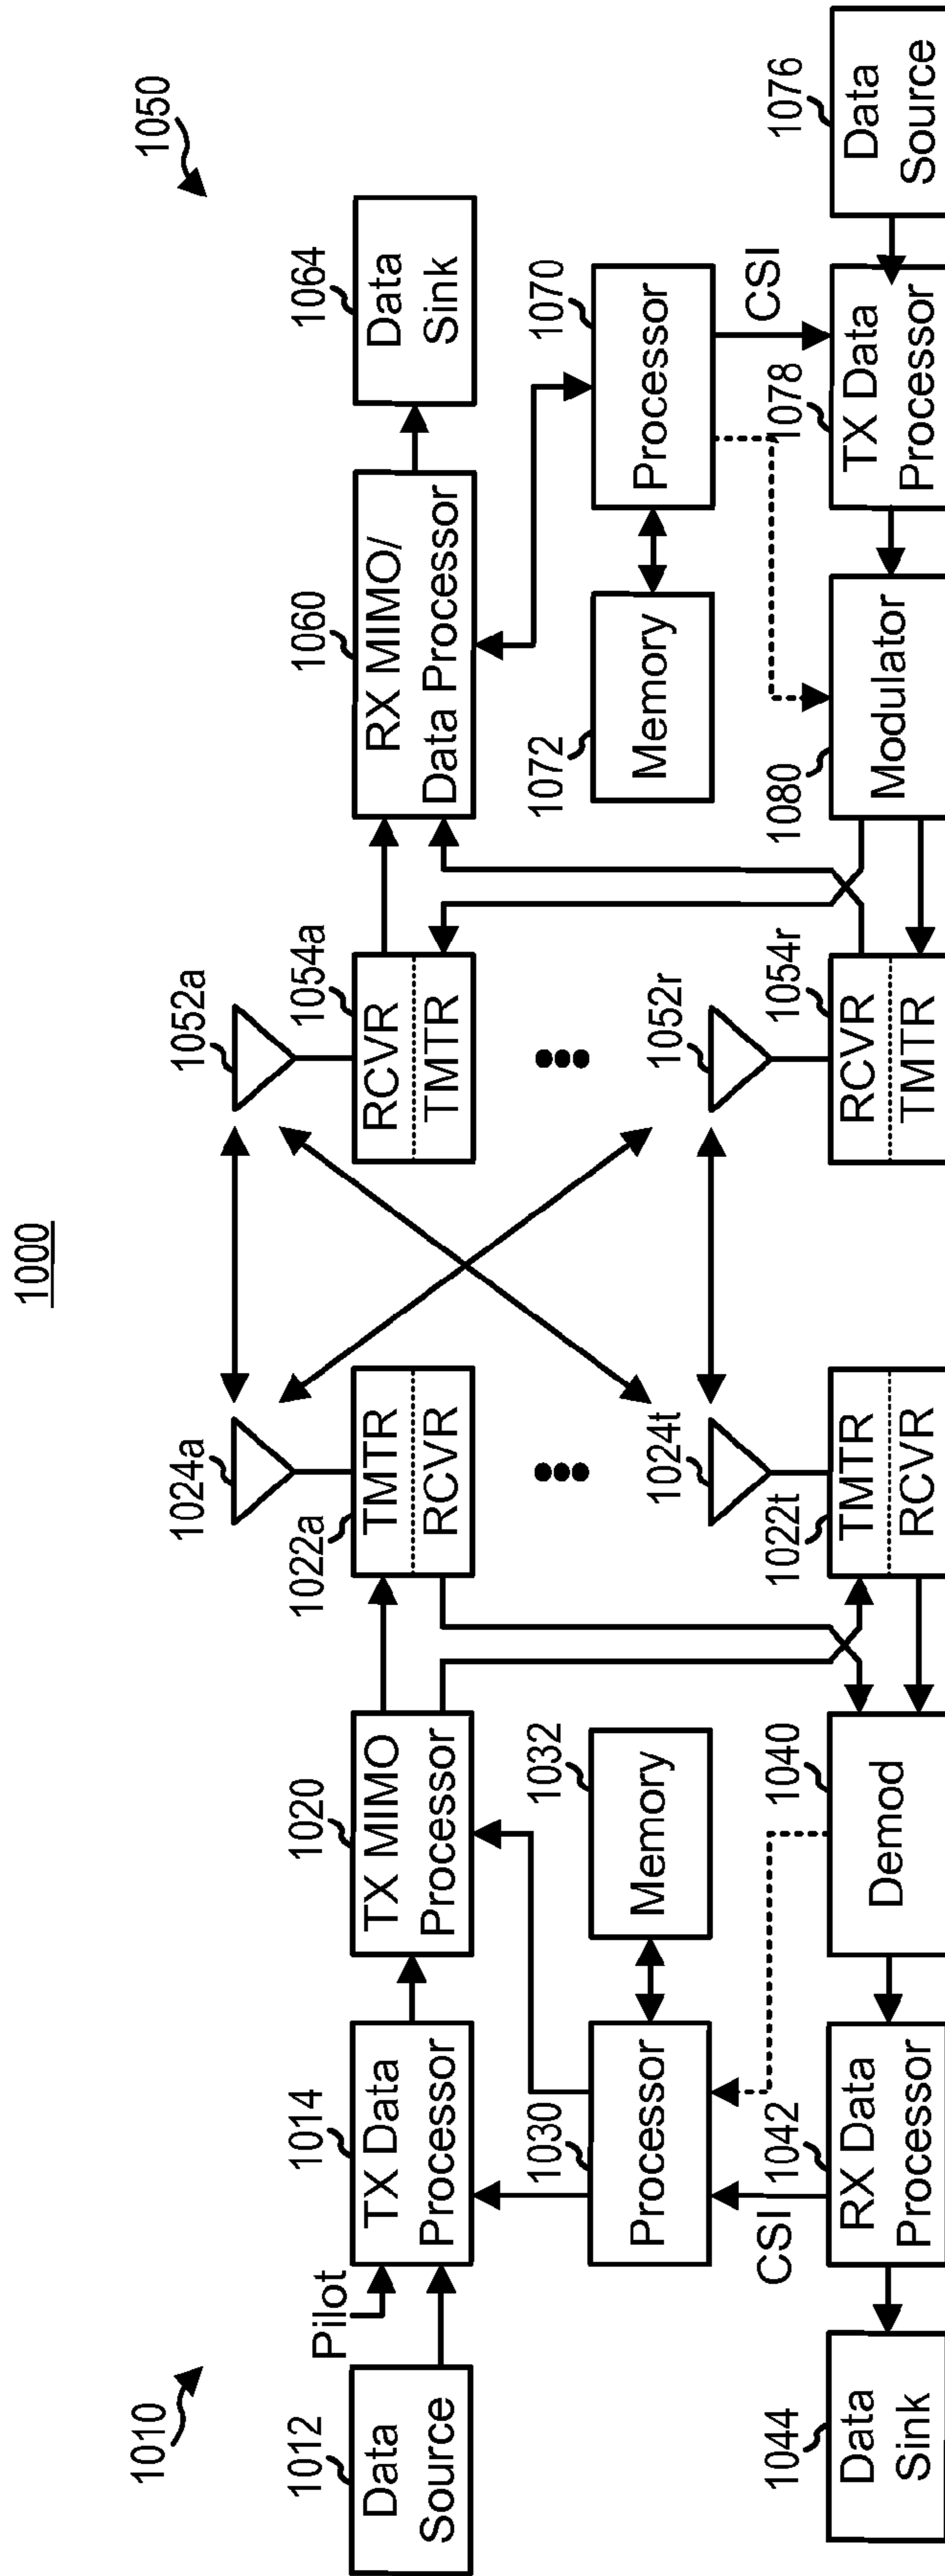 1000
1010
1050
1012
Data
Source
Pilot
1014
TX Data
Processor
1020
TX MIMO
Processor
1022a
TMTR
RCVR
1024a
1052a
1054a
RCVR
TMTR
1060
RX MIMO/
Data Processor
1064
Data
Sink
1030
Processor
1032
Memory
1072
Memory
1070
Processor
CSI
CSI
1044
Data
Sink
1042
RX Data
Processor
1040
Demod
1022t
TMTR
RCVR
1024t
1052r
1054r
RCVR
TMTR
1080
Modulator
1078
TX Data
Processor
1076
Data
Source